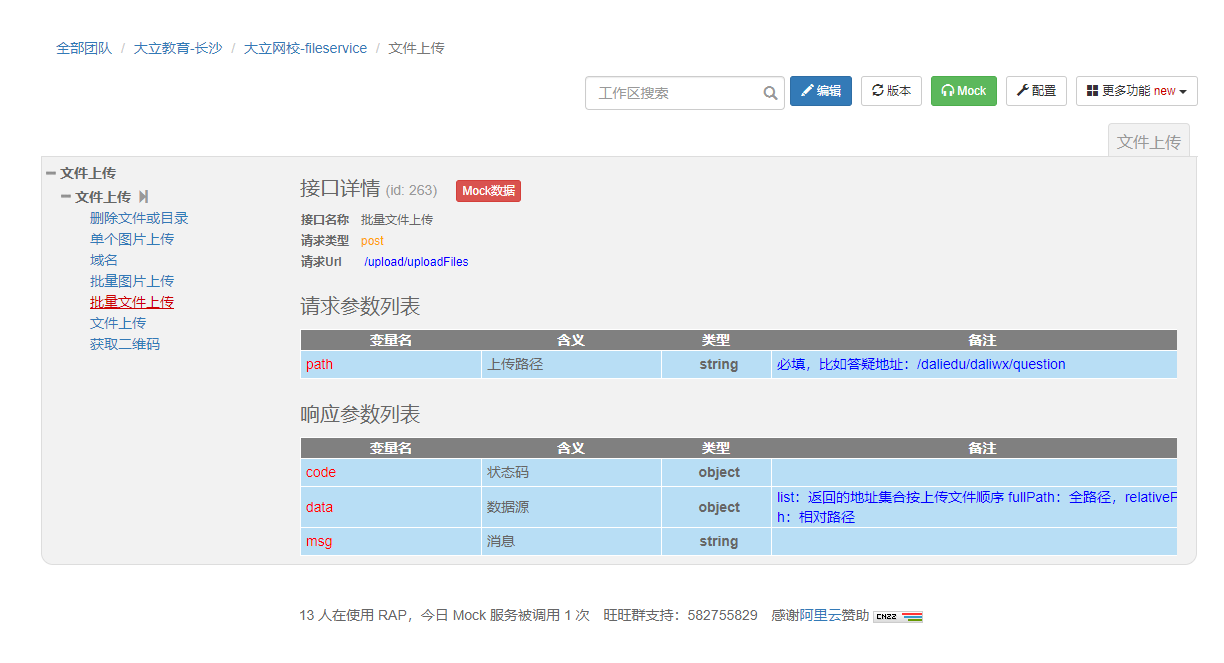 全部团队 / 大立教育-长沙 / 大立网校-fileservice / 文件上传
工作区搜索 编辑 版本 Mock 配置 更多功能 new
文件上传
文件上传
文件上传
删除文件或目录
单个图片上传
域名
批量图片上传
批量文件上传
文件上传
获取二维码
接口详情 (id: 263) Mock数据
接口名称 批量文件上传
请求类型 post
请求Url /upload/uploadFiles
请求参数列表
变量名 含义 类型 备注
path 上传路径 string 必填，比如答疑地址：/daliedu/daliwx/question
响应参数列表
变量名 含义 类型 备注
code 状态码 object
data 数据源 object list：返回的地址集合按上传文件顺序 fullPath：全路径，relativeP
h：相对路径
msg 消息 string
13 人在使用 RAP，今日 Mock 服务被调用 1 次 旺旺群支持：582755829 感谢阿里云赞助 CNZZ